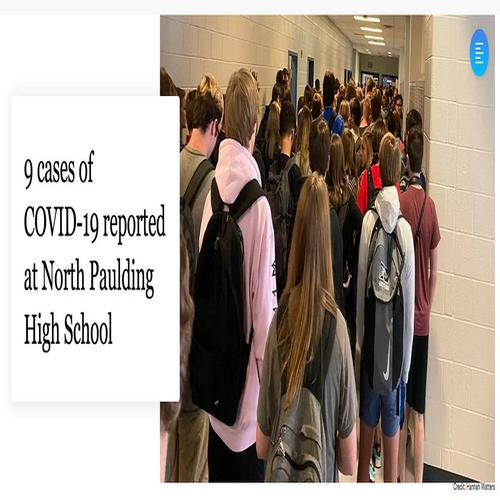 9 cases of
COVID-19 reported
at North Paulding
High School
Credit: Hannah Watters